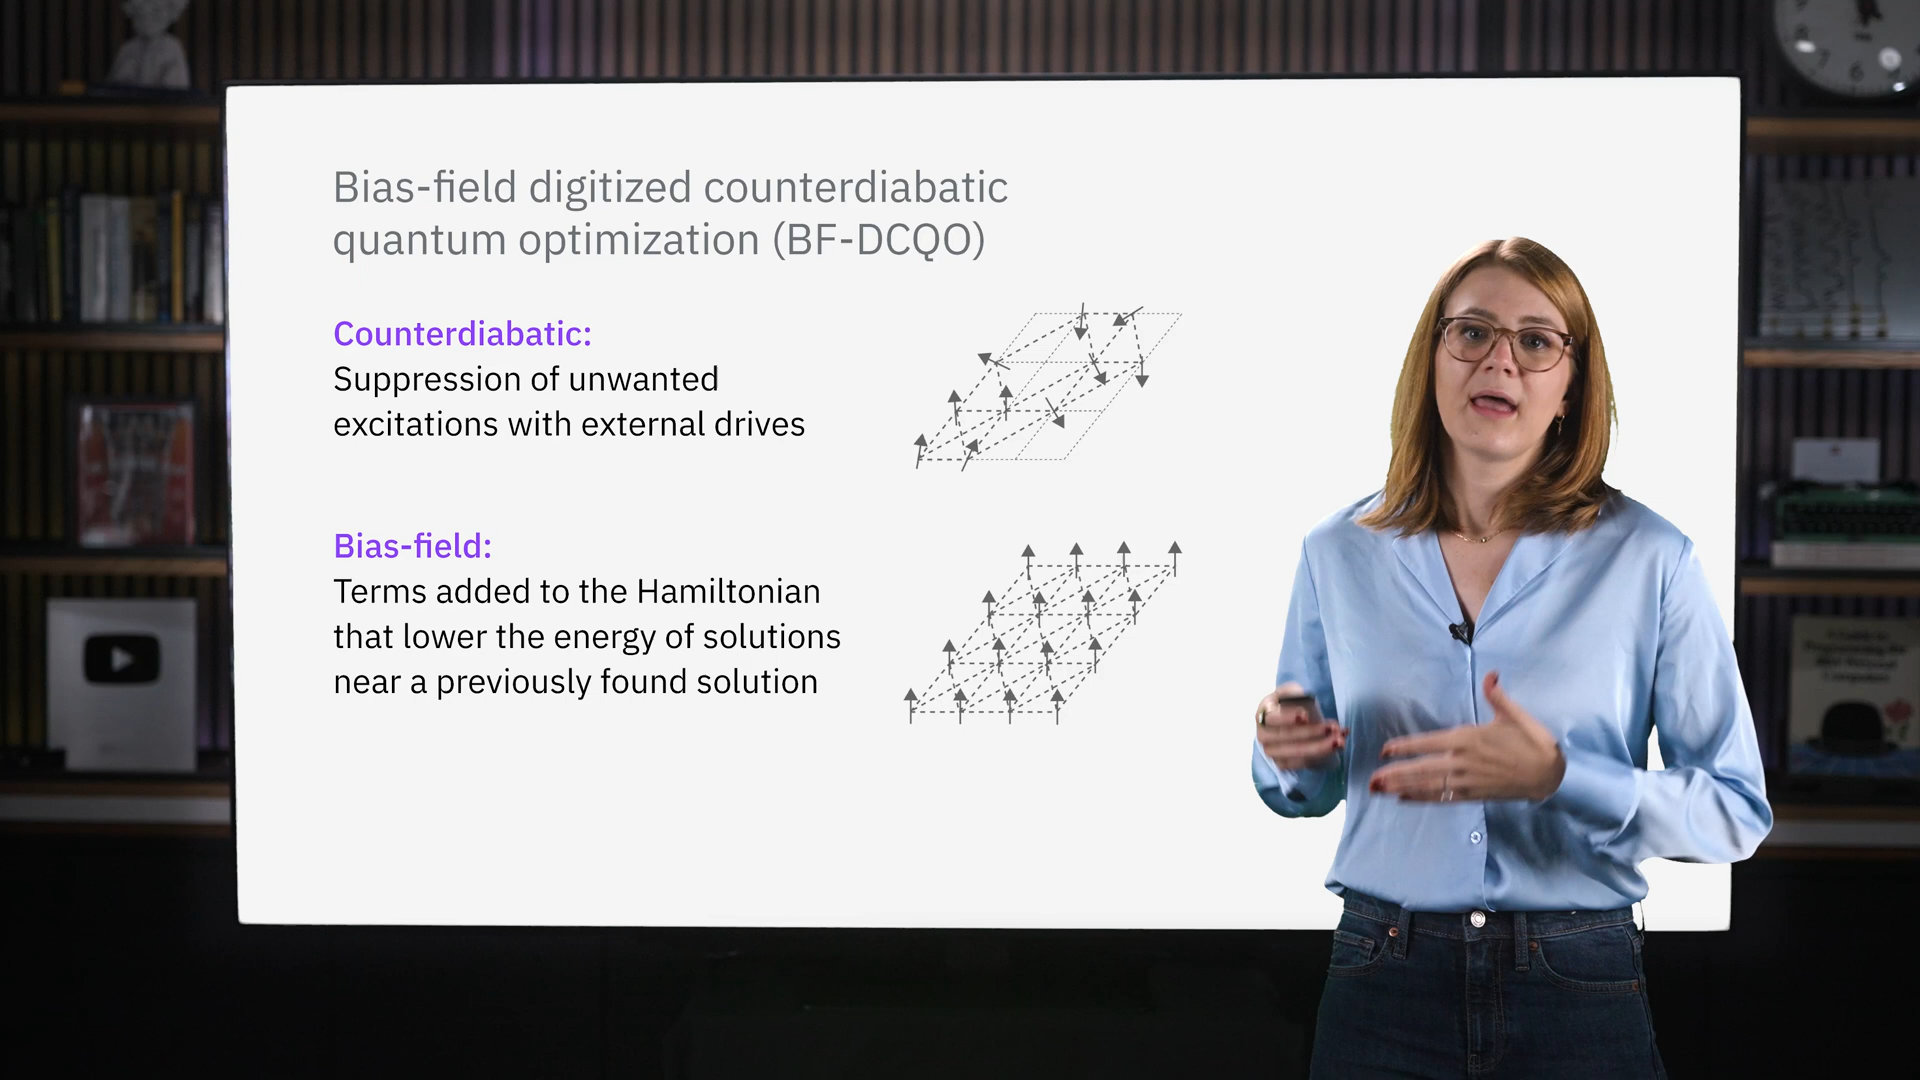 Bias-field digitized counterdiabatic
quantum optimization (BF-DCQO)
Counterdiabatic:
Suppression of unwanted
excitations with external drives
Bias-field:
Terms added to the Hamiltonian
that lower the energy of solutions
near a previously found solution